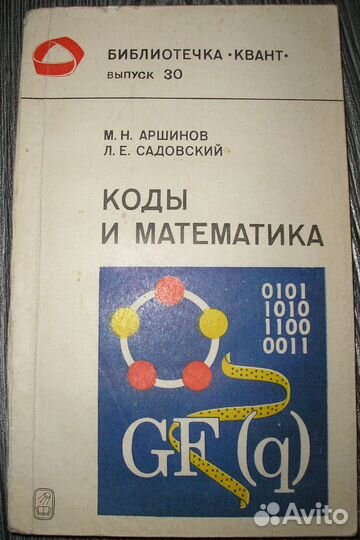 БИБЛИОТЕЧКА •КВАНТ•
ВЫПУСК 30
М. Н. АРШИНОВ
Л. Е. САДОВСКИЙ
КОДЫ
И МАТЕМАТИКА
0101
1010
1100
0011
GF (q)
Avito